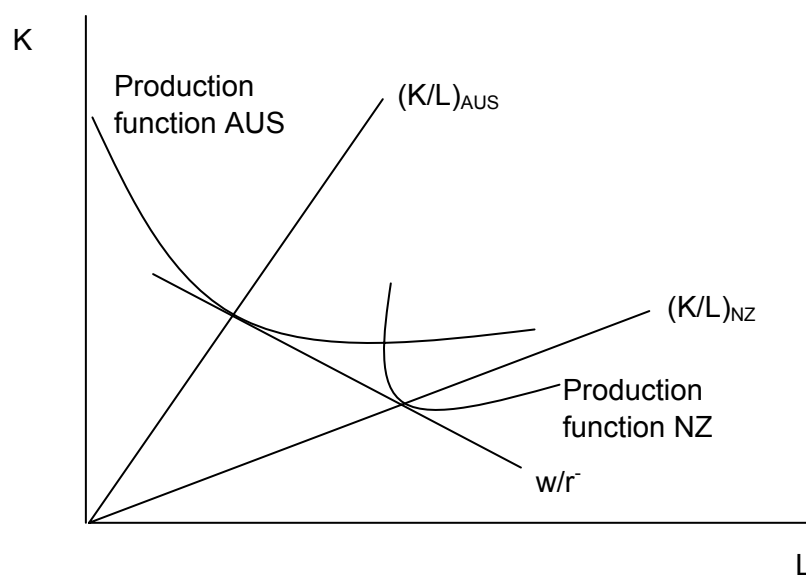 K
Production
function AUS
(K/L)AUS
(K/L)NZ
Production
function NZ
w/r-
L